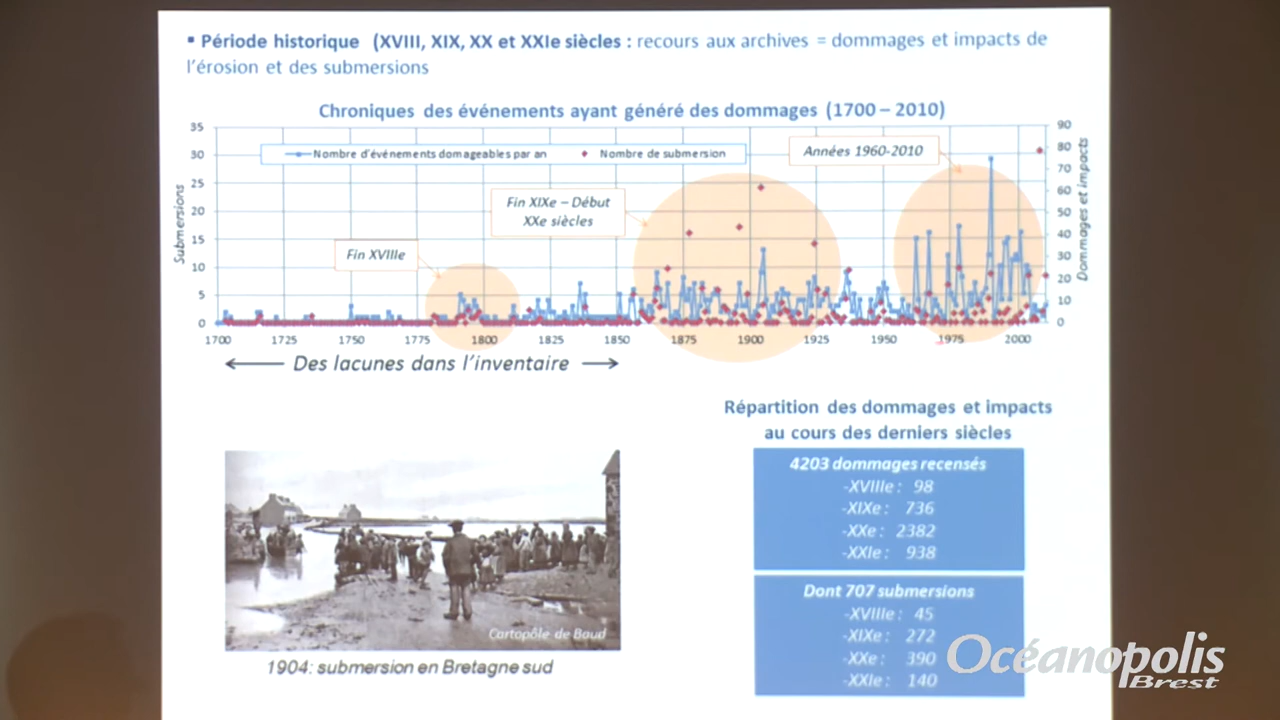 ▪ Période historique (XVIII, XIX, XX et XXIe siècles : recours aux archives = dommages et impacts de
l'érosion et des submersions
Chroniques des événements ayant généré des dommages (1700 – 2010)
35
30
25
20
15
10
5
0
Submersions
Nombre d'événements domageables par an
Nombre de submersion
Fin XVIIIe
Fin XIXe – Début
XXe siècles
Années 1960-2010
90
80
70
60
50
40
30
20
10
0
Dommages et impacts
1700 1725 1750 1775 1800 1825 1850 1875 1900 1925 1950 1975 2000
Des lacunes dans l'inventaire
Cartopôle de Baud
1904: submersion en Bretagne sud
Répartition des dommages et impacts
au cours des derniers siècles
4203 dommages recensés
-XVIIIe : 98
-XIXe : 736
-XXe : 2382
-XXIe : 938
Dont 707 submersions
-XVIIIe : 45
-XIXe : 272
-XXe : 390
-XXIe : 140
Océanopolis
Brest